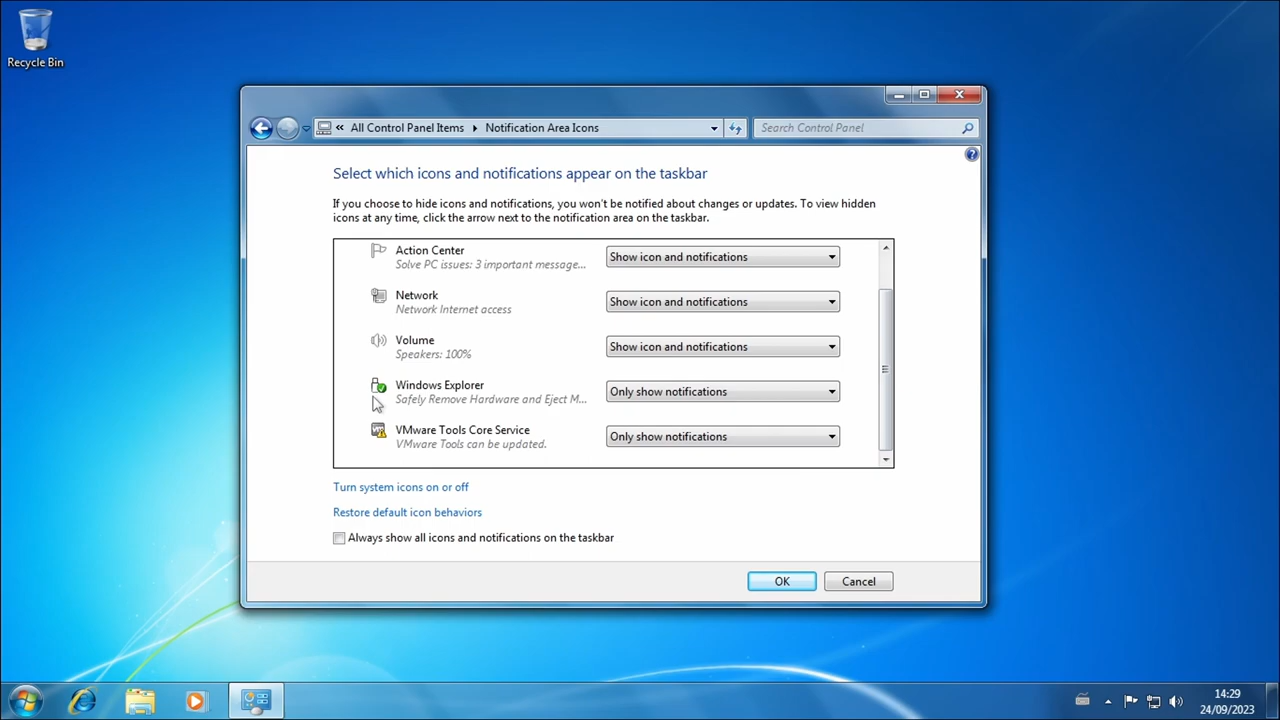 Recycle Bin
All Control Panel Items
Notification Area Icons
Search Control Panel
Select which icons and notifications appear on the taskbar
If you choose to hide icons and notifications, you won't be notified about changes or updates. To view hidden
icons at any time, click the arrow next to the notification area on the taskbar.
Action Center
Solve PC issues: 3 important message...
Show icon and notifications
Network
Network Internet access
Show icon and notifications
Volume
Speakers: 100%
Show icon and notifications
Windows Explorer
Safely Remove Hardware and Eject M...
Only show notifications
VMware Tools Core Service
VMware Tools can be updated.
Only show notifications
Turn system icons on or off
Restore default icon behaviors
Always show all icons and notifications on the taskbar
OK
Cancel
14:29
24/09/2023